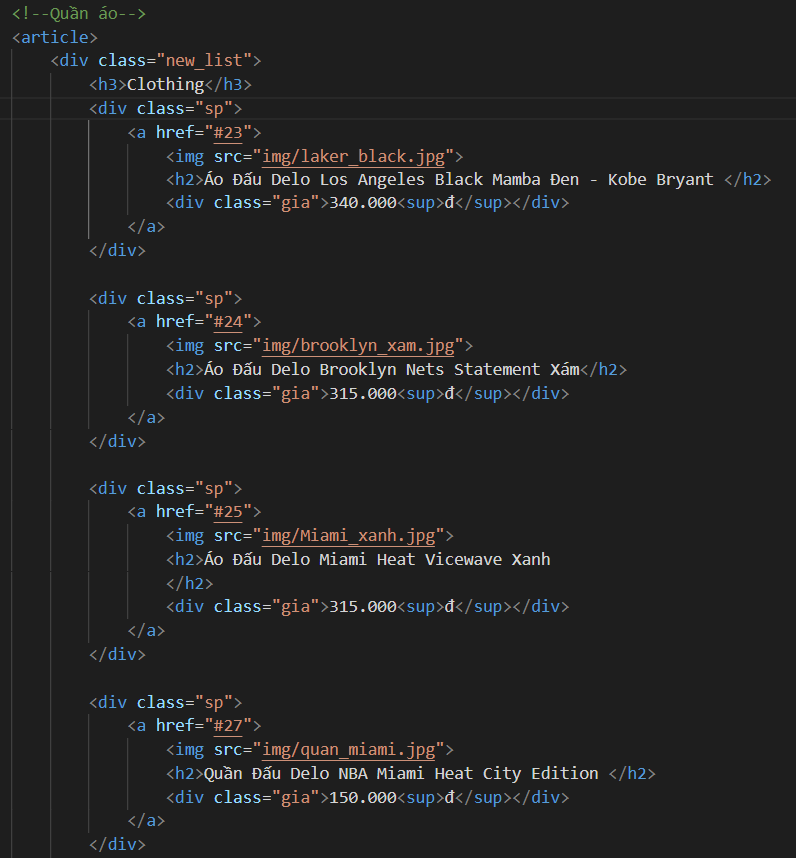 <!--Quần áo-->
<article>
<div class="new_list">
<h3>Clothing</h3>
<div class="sp">
<a href="#23">
<img src="img/laker_black.jpg">
<h2>Áo Đấu Delo Los Angeles Black Mamba Đen - Kobe Bryant </h2>
<div class="gia">340.000<sup>đ</sup></div>
</a>
</div>
<div class="sp">
<a href="#24">
<img src="img/brooklyn_xam.jpg">
<h2>Áo Đấu Delo Brooklyn Nets Statement Xám</h2>
<div class="gia">315.000<sup>đ</sup></div>
</a>
</div>
<div class="sp">
<a href="#25">
<img src="img/Miami_xanh.jpg">
<h2>Áo Đấu Delo Miami Heat Vicewave Xanh
</h2>
<div class="gia">315.000<sup>đ</sup></div>
</a>
</div>
<div class="sp">
<a href="#27">
<img src="img/quan_miami.jpg">
<h2>Quần Đấu Delo NBA Miami Heat City Edition </h2>
<div class="gia">150.000<sup>đ</sup></div>
</a>
</div>